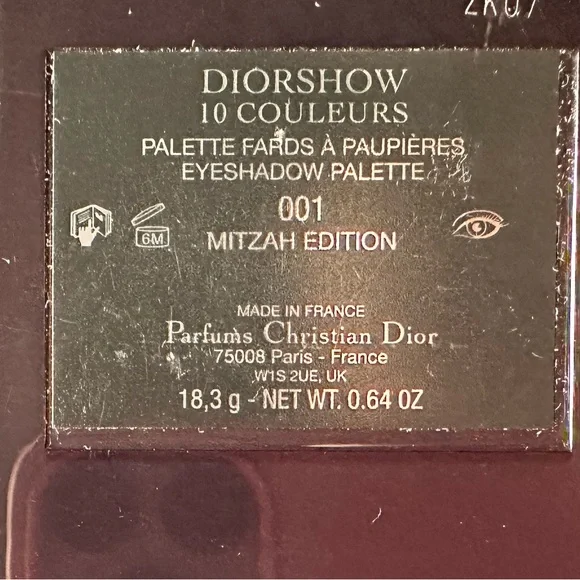 DIORSHOW
10 COULEURS
PALETTE FARDS À PAUPIÈRES
EYESHADOW PALETTE
001
6M
MITZAH EDITION
MADE IN FRANCE
Parfums Christian Dior
75008 Paris - France
W1S 2UE, UK
18,3 g - NET WT. 0.64 OZ